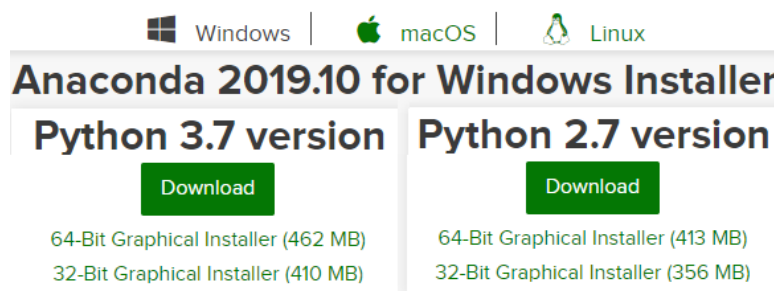 Windows macOS Linux
Anaconda 2019.10 for Windows Installer
Python 3.7 version
Download
64-Bit Graphical Installer (462 MB)
32-Bit Graphical Installer (410 MB)
Python 2.7 version
Download
64-Bit Graphical Installer (413 MB)
32-Bit Graphical Installer (356 MB)